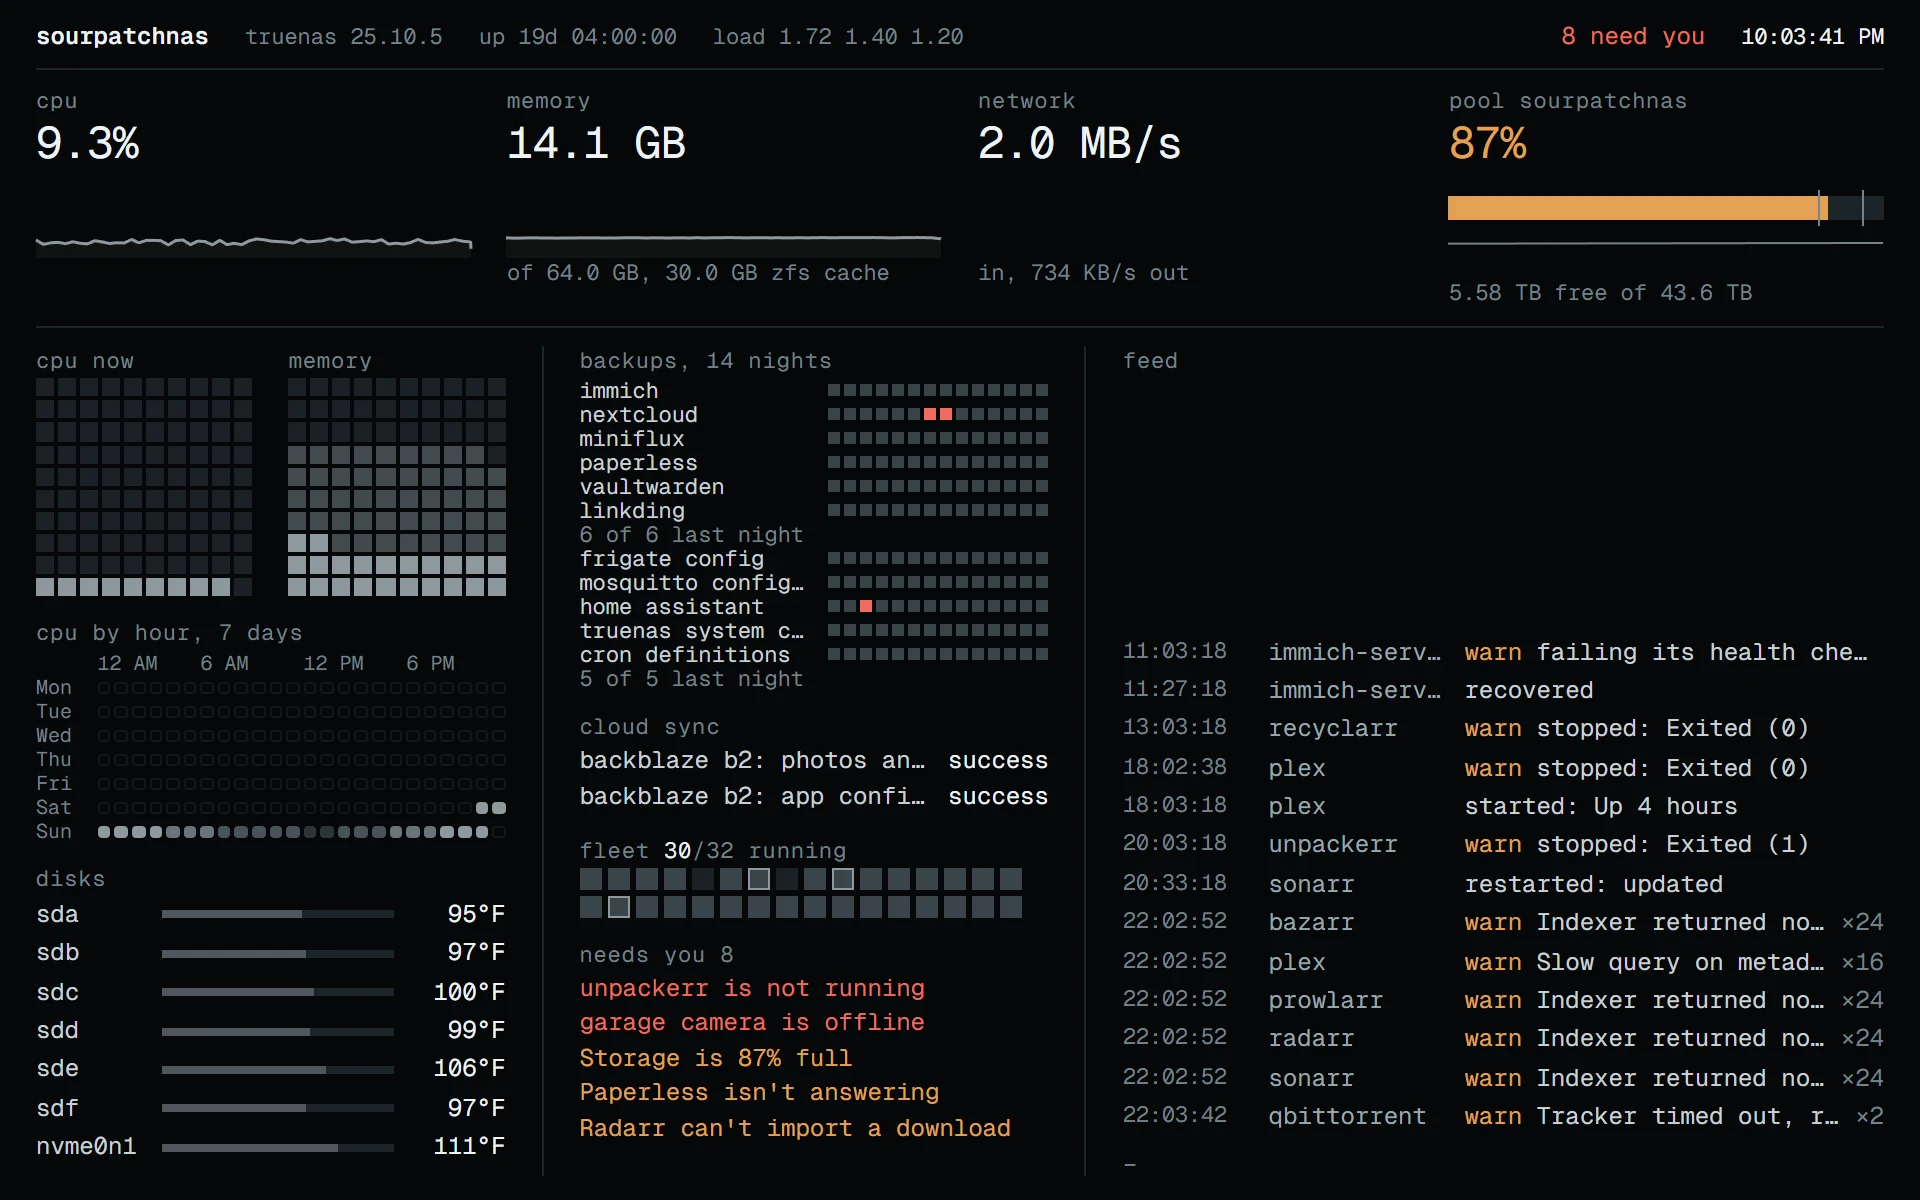 sourpatchnas truenas 25.10.5 up 19d 04:00:00 load 1.72 1.40 1.20 8 need you 10:03:41 PM
cpu
9.3%
memory
14.1 GB
of 64.0 GB, 30.0 GB zfs cache
network
2.0 MB/s
in, 734 KB/s out
pool sourpatchnas
87%
5.58 TB free of 43.6 TB
cpu now
memory
cpu by hour, 7 days
12 AM 6 AM 12 PM 6 PM
Mon
Tue
Wed
Thu
Fri
Sat
Sun
disks
sda 95°F
sdb 97°F
sdc 100°F
sdd 99°F
sde 106°F
sdf 97°F
nvme0n1 111°F
backups, 14 nights
immich
nextcloud
miniflux
paperless
vaultwarden
linkding
6 of 6 last night
frigate config
mosquitto config…
home assistant
truenas system c…
cron definitions
5 of 5 last night
cloud sync
backblaze b2: photos an… success
backblaze b2: app confi… success
fleet 30/32 running
needs you 8
unpackerr is not running
garage camera is offline
Storage is 87% full
Paperless isn't answering
Radarr can't import a download
feed
11:03:18 immich-serv… warn failing its health che…
11:27:18 immich-serv… recovered
13:03:18 recyclarr warn stopped: Exited (0)
18:02:38 plex warn stopped: Exited (0)
18:03:18 plex started: Up 4 hours
20:03:18 unpackerr warn stopped: Exited (1)
20:33:18 sonarr restarted: updated
22:02:52 bazarr warn Indexer returned no… ×24
22:02:52 plex warn Slow query on metad… ×16
22:02:52 prowlarr warn Indexer returned no… ×24
22:02:52 radarr warn Indexer returned no… ×24
22:02:52 sonarr warn Indexer returned no… ×24
22:03:42 qbittorrent warn Tracker timed out, r… ×2
_